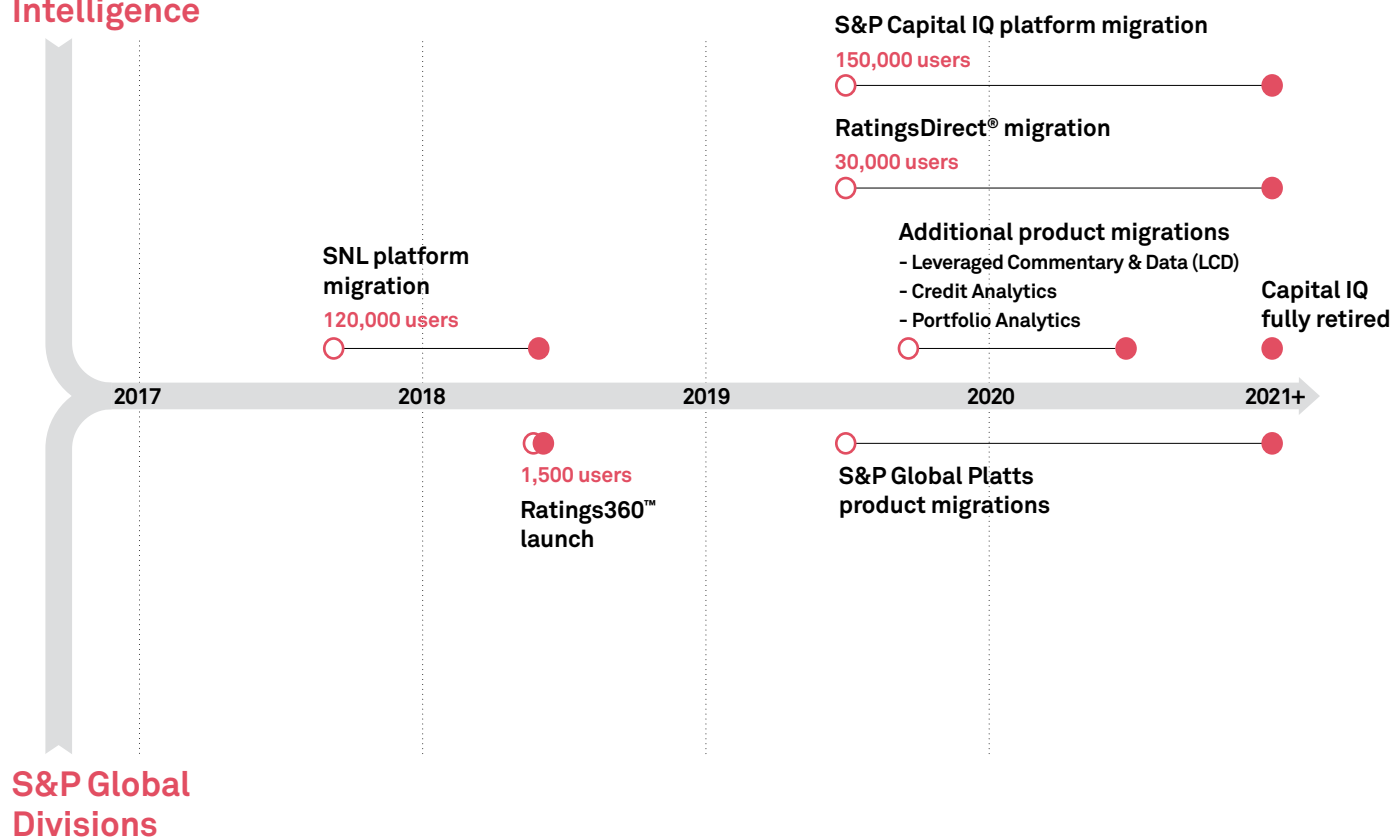 Intelligence
S&P Capital IQ platform migration
150,000 users
RatingsDirect® migration
30,000 users
Additional product migrations
- Leveraged Commentary & Data (LCD)
- Credit Analytics
- Portfolio Analytics
SNL platform
migration
120,000 users
Capital IQ
fully retired
2017
2018
2019
2020
2021+
1,500 users
Ratings360™
launch
S&P Global Platts
product migrations
S&P Global
Divisions